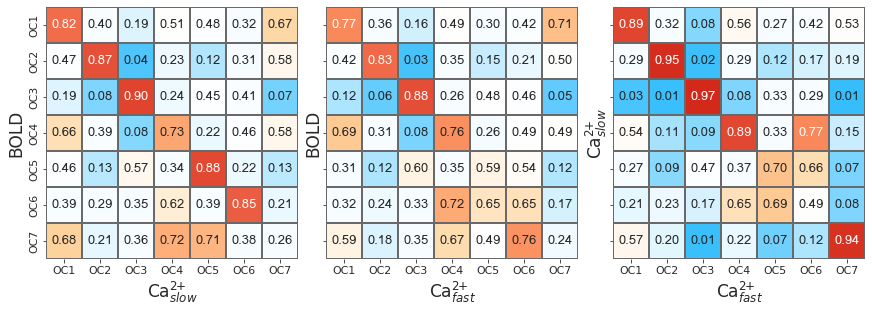 BOLD
OC1 0.82 0.40 0.19 0.51 0.48 0.32 0.67
OC2 0.47 0.87 0.04 0.23 0.12 0.31 0.58
OC3 0.19 0.08 0.90 0.24 0.45 0.41 0.07
OC4 0.66 0.39 0.08 0.73 0.22 0.46 0.58
OC5 0.46 0.13 0.57 0.34 0.88 0.22 0.13
OC6 0.39 0.29 0.35 0.62 0.39 0.85 0.21
OC7 0.68 0.21 0.36 0.72 0.71 0.38 0.26
OC1 OC2 OC3 OC4 OC5 OC6 OC7
Ca2+slow
BOLD
0.77 0.36 0.16 0.49 0.30 0.42 0.71
0.42 0.83 0.03 0.35 0.15 0.21 0.50
0.12 0.06 0.88 0.26 0.48 0.46 0.05
0.69 0.31 0.08 0.76 0.26 0.49 0.49
0.31 0.12 0.60 0.35 0.59 0.54 0.12
0.32 0.24 0.33 0.72 0.65 0.65 0.17
0.59 0.18 0.35 0.67 0.49 0.76 0.24
OC1 OC2 OC3 OC4 OC5 OC6 OC7
Ca2+fast
Ca2+slow
0.89 0.32 0.08 0.56 0.27 0.42 0.53
0.29 0.95 0.02 0.29 0.12 0.17 0.19
0.03 0.01 0.97 0.08 0.33 0.29 0.01
0.54 0.11 0.09 0.89 0.33 0.77 0.15
0.27 0.09 0.47 0.37 0.70 0.66 0.07
0.21 0.23 0.17 0.65 0.69 0.49 0.08
0.57 0.20 0.01 0.22 0.07 0.12 0.94
OC1 OC2 OC3 OC4 OC5 OC6 OC7
Ca2+fast